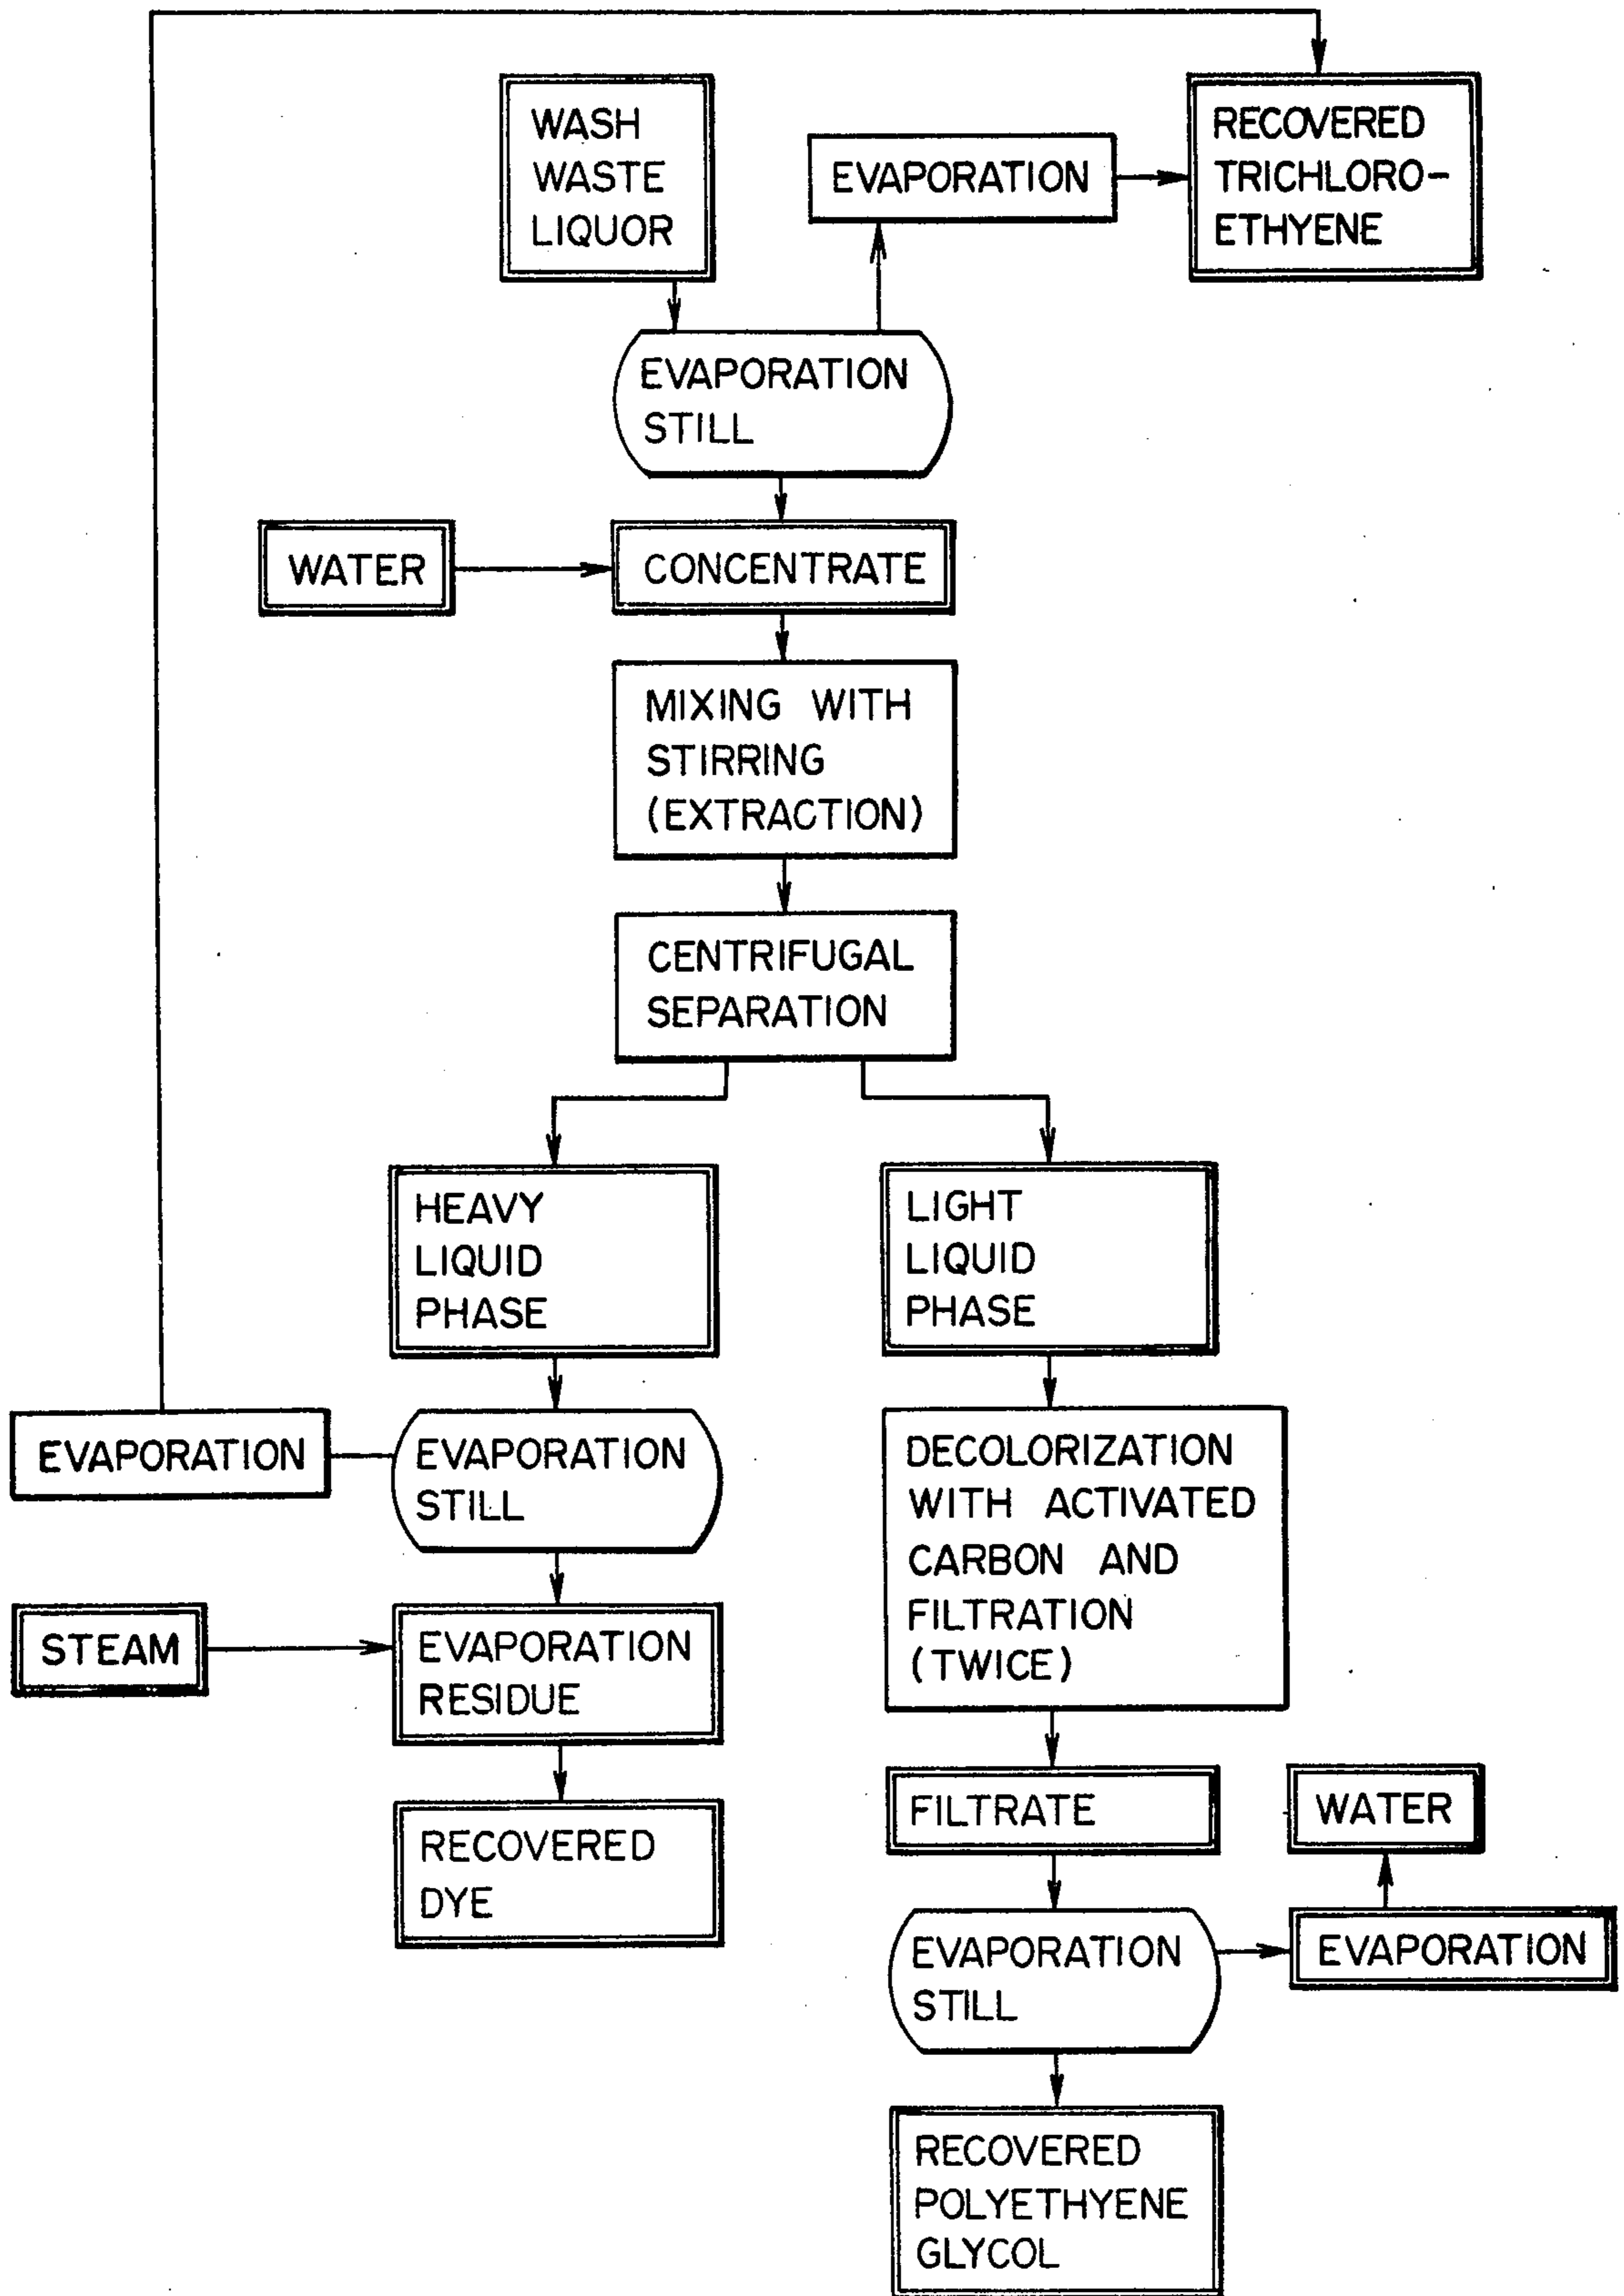 WASH
WASTE
LIQUOR
EVAPORATION
RECOVERED
TRICHLORO-
ETHYENE
EVAPORATION
STILL
WATER
CONCENTRATE
MIXING WITH
STIRRING
(EXTRACTION)
CENTRIFUGAL
SEPARATION
HEAVY
LIQUID
PHASE
LIGHT
LIQUID
PHASE
EVAPORATION
EVAPORATION
STILL
DECOLORIZATION
WITH ACTIVATED
CARBON AND
FILTRATION
(TWICE)
STEAM
EVAPORATION
RESIDUE
RECOVERED
DYE
FILTRATE
WATER
EVAPORATION
STILL
EVAPORATION
RECOVERED
POLYETHYENE
GLYCOL